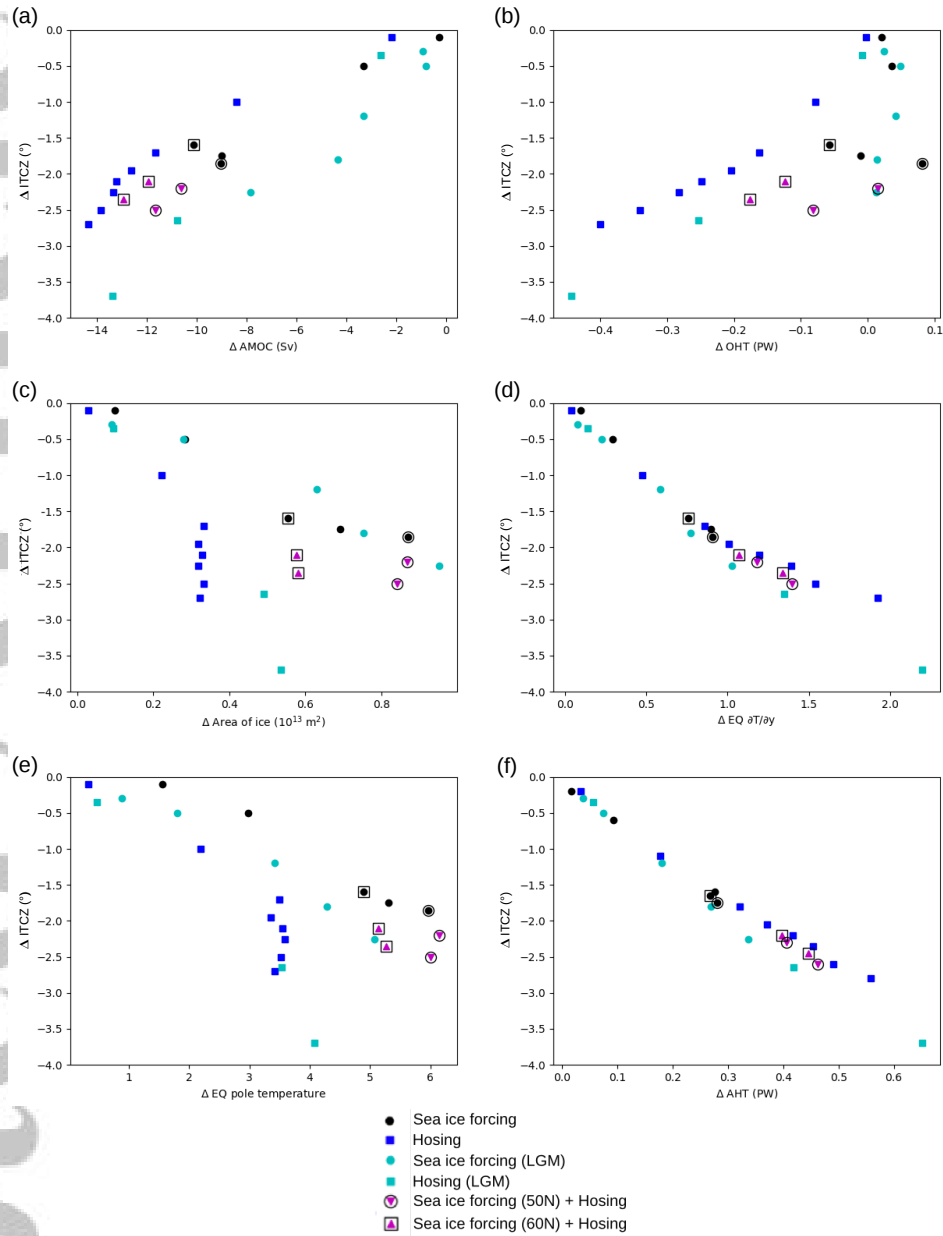 (a)
0.0
−0.5
−1.0
−1.5
−2.0
−2.5
−3.0
−3.5
−4.0
Δ ITCZ (°)
−14 −12 −10 −8 −6 −4 −2 0
Δ AMOC (Sv)
(b)
0.0
−0.5
−1.0
−1.5
−2.0
−2.5
−3.0
−3.5
−4.0
Δ ITCZ (°)
−0.4 −0.3 −0.2 −0.1 0.0 0.1
Δ OHT (PW)
(c)
0.0
−0.5
−1.0
−1.5
−2.0
−2.5
−3.0
−3.5
−4.0
Δ ITCZ (°)
0.0 0.2 0.4 0.6 0.8
Δ Area of ice (10¹³ m²)
(d)
0.0
−0.5
−1.0
−1.5
−2.0
−2.5
−3.0
−3.5
−4.0
Δ ITCZ (°)
0.0 0.5 1.0 1.5 2.0
Δ EQ ∂T/∂y
(e)
0.0
−0.5
−1.0
−1.5
−2.0
−2.5
−3.0
−3.5
−4.0
Δ ITCZ (°)
1 2 3 4 5 6
Δ EQ pole temperature
(f)
0.0
−0.5
−1.0
−1.5
−2.0
−2.5
−3.0
−3.5
−4.0
Δ ITCZ (°)
0.0 0.1 0.2 0.3 0.4 0.5 0.6
Δ AHT (PW)
Sea ice forcing
Hosing
Sea ice forcing (LGM)
Hosing (LGM)
Sea ice forcing (50N) + Hosing
Sea ice forcing (60N) + Hosing